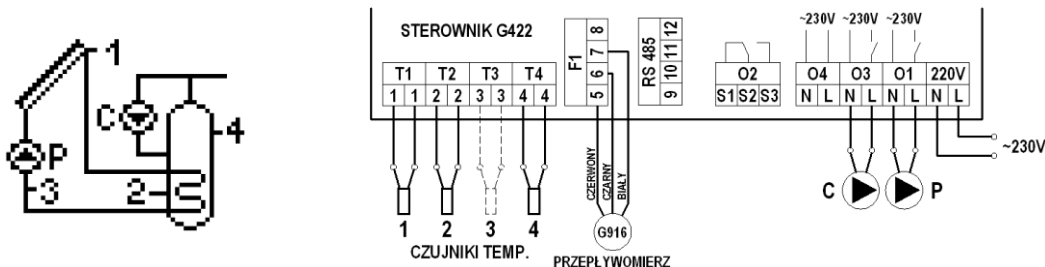 1
C
4
P
2
3
STEROWNIK G422
T1 T2 T3 T4
1 1 2 2 3 3 4 4
1 2 3 4
CZUJNIKI TEMP.
F1
8
7
6
5
CZERWONY
CZARNY
BIAŁY
G916
PRZEPŁYWOMIERZ
RS 485
9 10 11 12
O2
S1 S2 S3
~230V ~230V ~230V
O4 O3 O1 220V
N L N L N L N L
~230V
C P